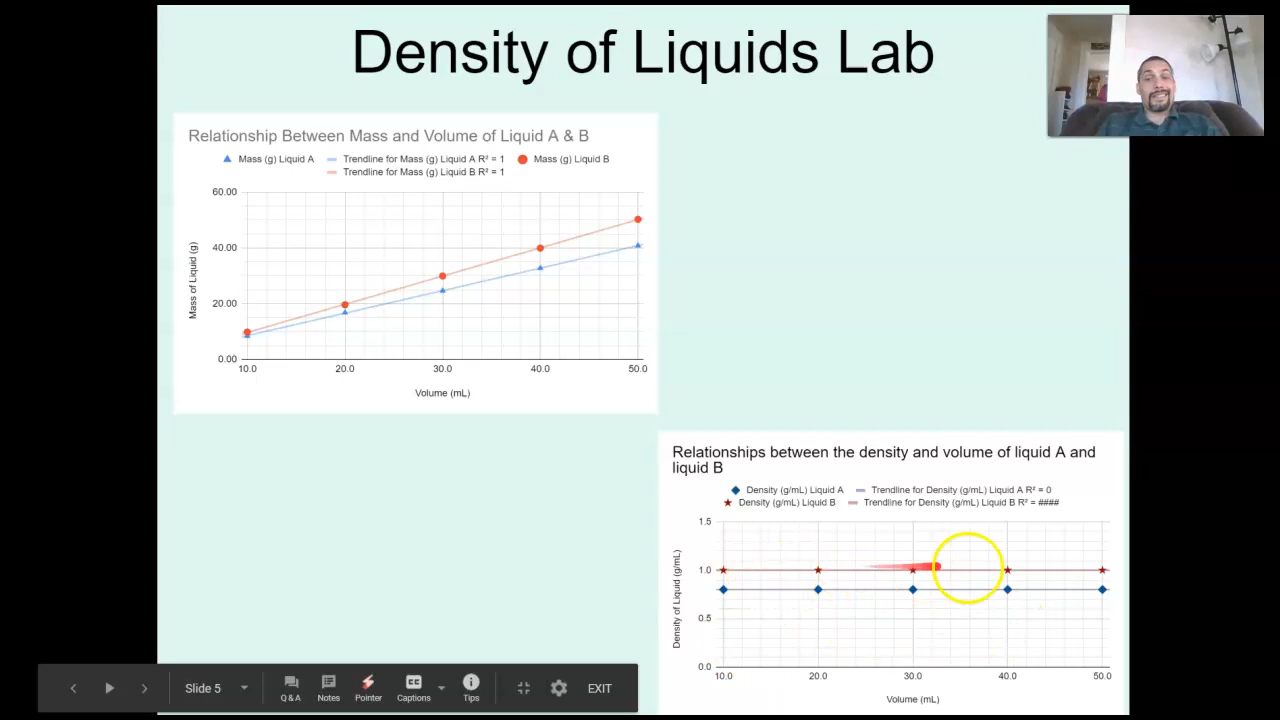 Density of Liquids Lab
Relationship Between Mass and Volume of Liquid A & B
Mass (g) Liquid A Trendline for Mass (g) Liquid A R² = 1 Mass (g) Liquid B
Trendline for Mass (g) Liquid B R² = 1
60.00
40.00
20.00
0.00
Mass of Liquid (g)
10.0 20.0 30.0 40.0 50.0
Volume (mL)
Relationships between the density and volume of liquid A and
liquid B
Density (g/mL) Liquid A Trendline for Density (g/mL) Liquid A R² = 0
Density (g/mL) Liquid B Trendline for Density (g/mL) Liquid B R² = ####
1.5
1.0
0.5
0.0
Density of Liquid (g/mL)
10.0 20.0 30.0 40.0 50.0
Volume (mL)
Slide 5 Q & A Notes Pointer Captions Tips EXIT